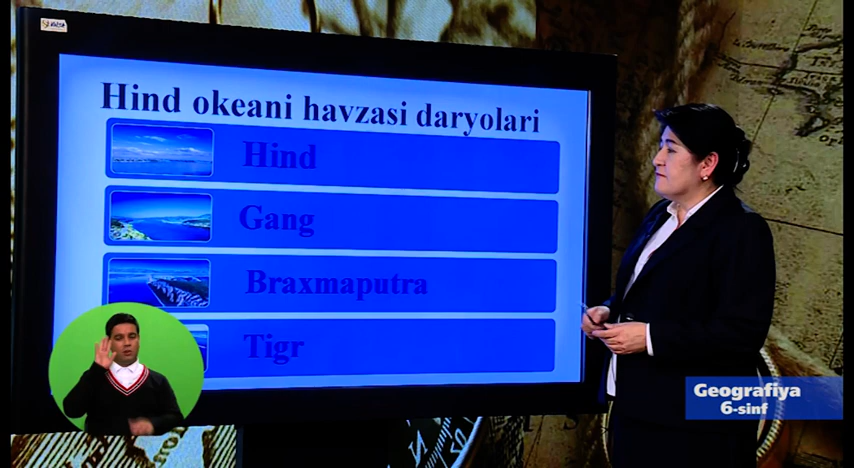 Hind okeani havzasi daryolari
Hind
Gang
Braxmaputra
Tigr
Geografiya
6-sinf